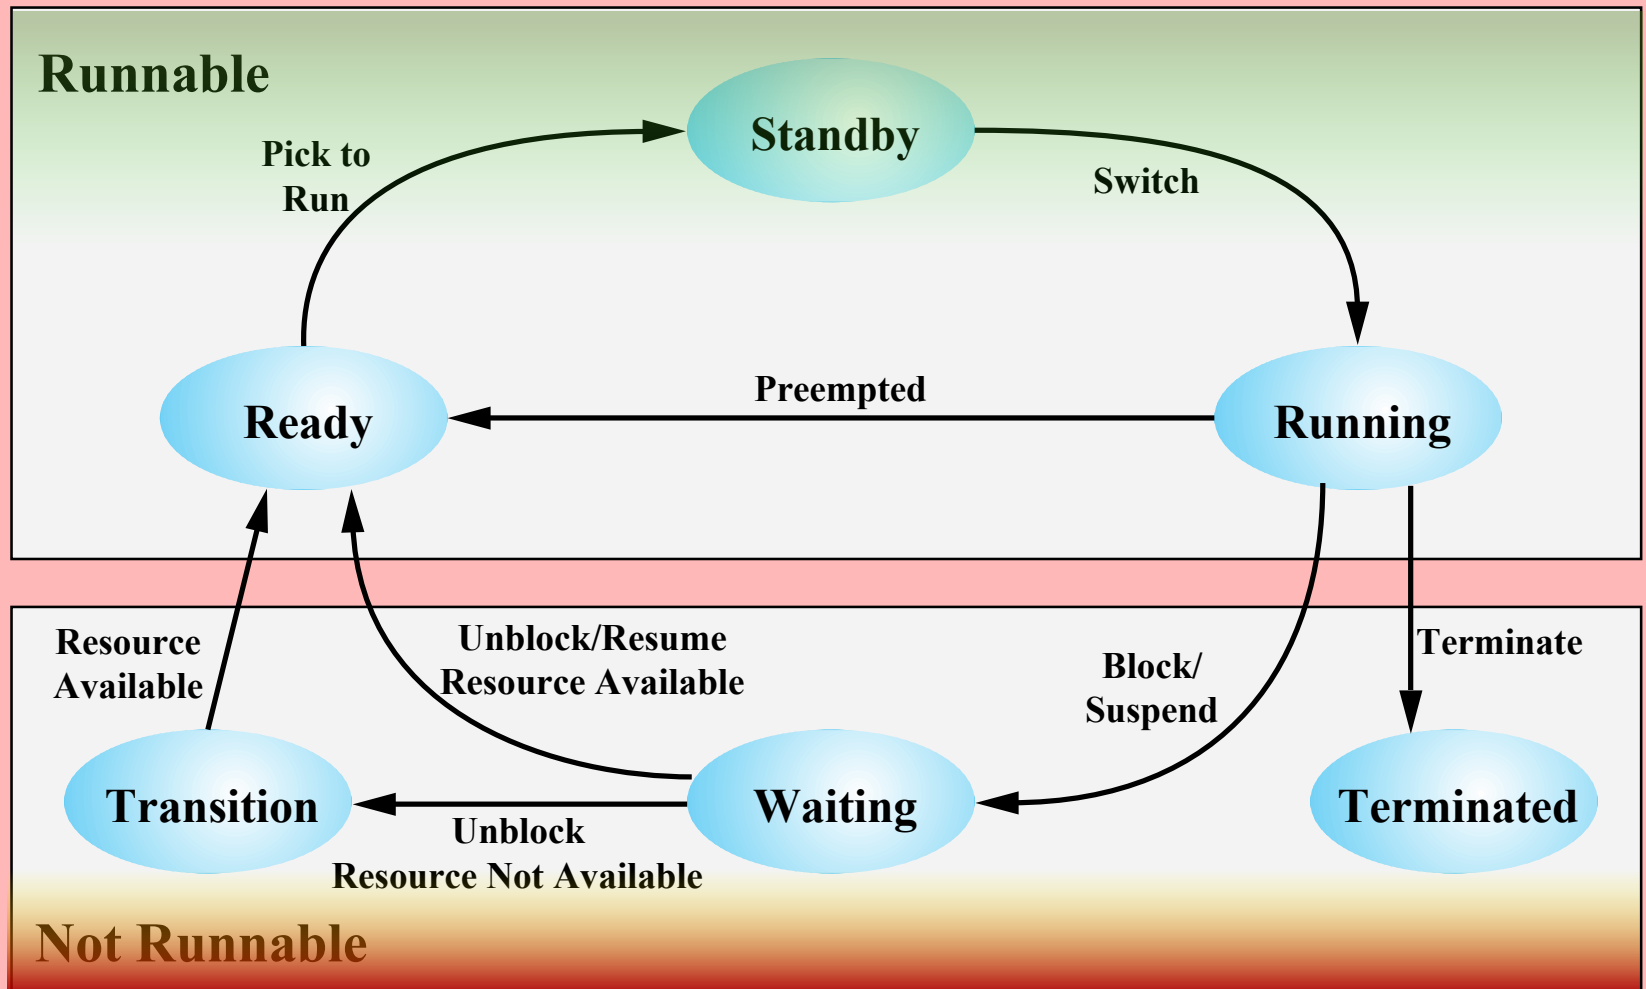 Runnable
Standby
Pick to
Run
Switch
Preempted
Ready
Running
Resource
Available
Unblock/Resume
Resource Available
Block/
Suspend
Terminate
Transition
Waiting
Terminated
Unblock
Resource Not Available
Not Runnable